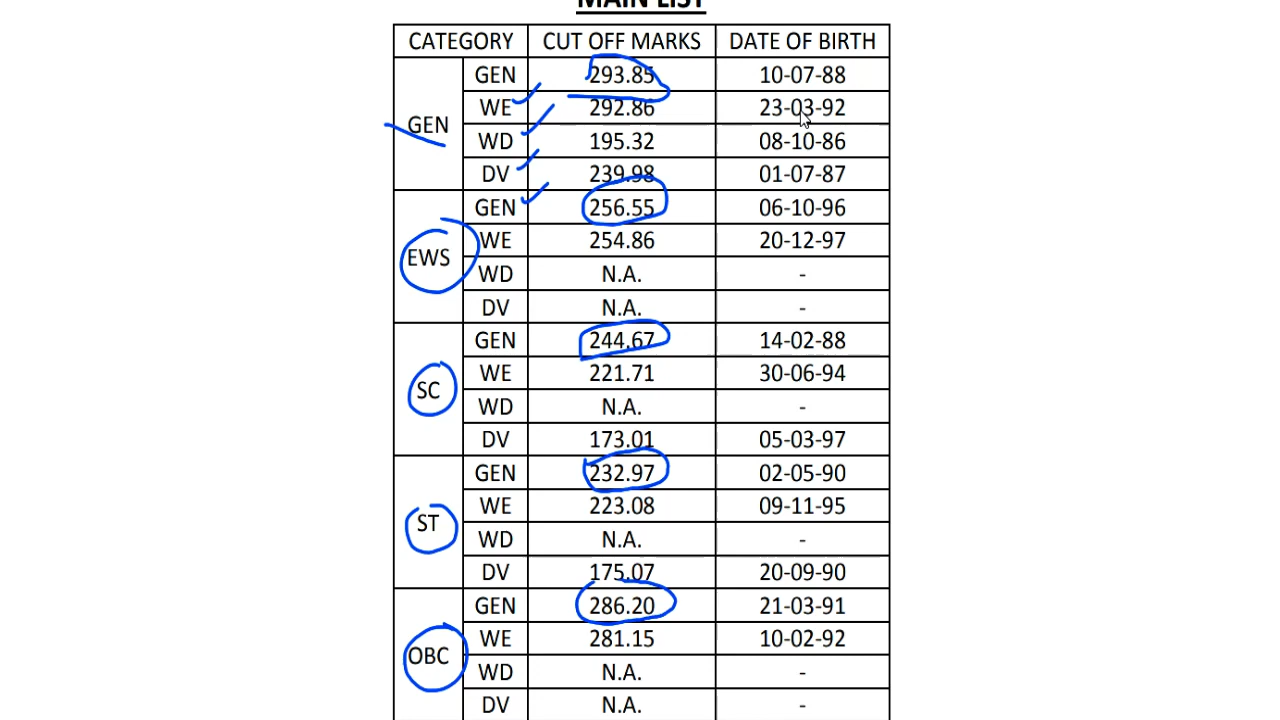 MAIN LIST
CATEGORY CUT OFF MARKS DATE OF BIRTH
GEN GEN 293.85 10-07-88
WE 292.86 23-03-92
WD 195.32 08-10-86
DV 239.98 01-07-87
EWS GEN 256.55 06-10-96
WE 254.86 20-12-97
WD N.A. -
DV N.A. -
SC GEN 244.67 14-02-88
WE 221.71 30-06-94
WD N.A. -
DV 173.01 05-03-97
ST GEN 232.97 02-05-90
WE 223.08 09-11-95
WD N.A. -
DV 175.07 20-09-90
OBC GEN 286.20 21-03-91
WE 281.15 10-02-92
WD N.A. -
DV N.A. -